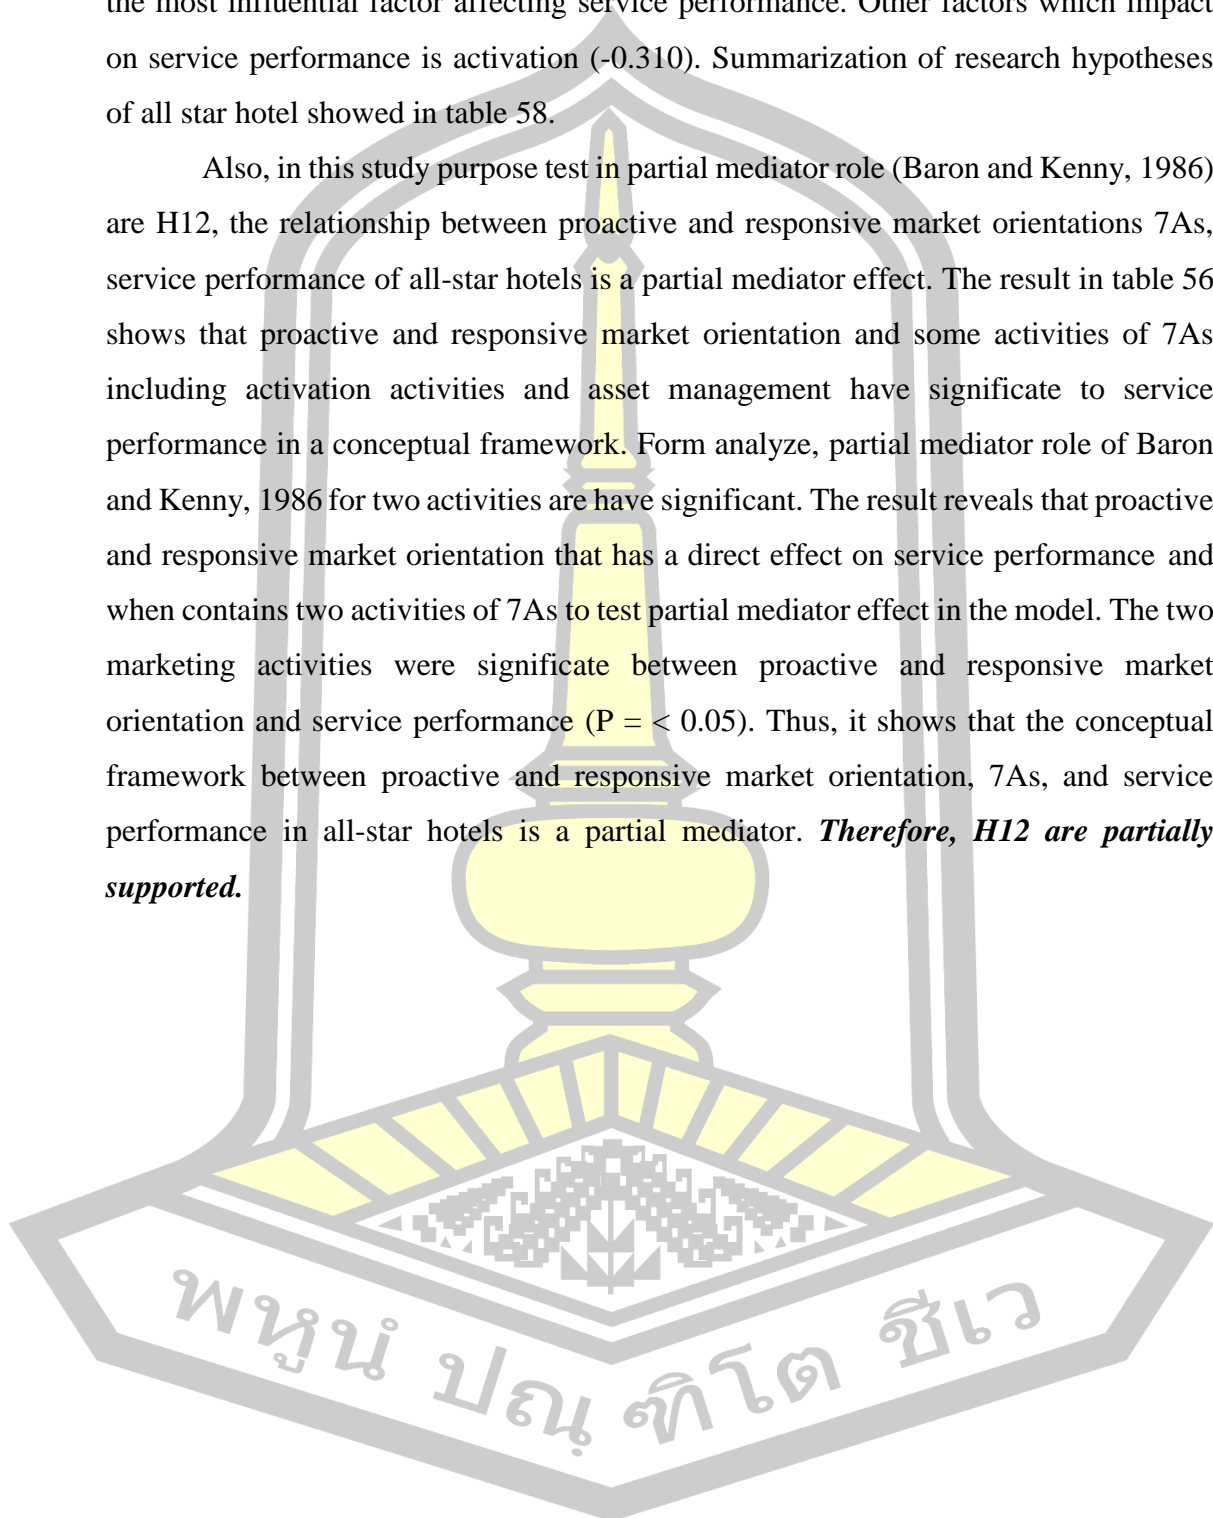 the most influential factor affecting service performance. Other factors which impact
on service performance is activation (-0.310). Summarization of research hypotheses
of all star hotel showed in table 58.
Also, in this study purpose test in partial mediator role (Baron and Kenny, 1986)
are H12, the relationship between proactive and responsive market orientations 7As,
service performance of all-star hotels is a partial mediator effect. The result in table 56
shows that proactive and responsive market orientation and some activities of 7As
including activation activities and asset management have significate to service
performance in a conceptual framework. Form analyze, partial mediator role of Baron
and Kenny, 1986 for two activities are have significant. The result reveals that proactive
and responsive market orientation that has a direct effect on service performance and
when contains two activities of 7As to test partial mediator effect in the model. The two
marketing activities were significate between proactive and responsive market
orientation and service performance (P = < 0.05). Thus, it shows that the conceptual
framework between proactive and responsive market orientation, 7As, and service
performance in all-star hotels is a partial mediator. Therefore, H12 are partially
supported.
พหูนํ ปณฺฑิโต ชีเว